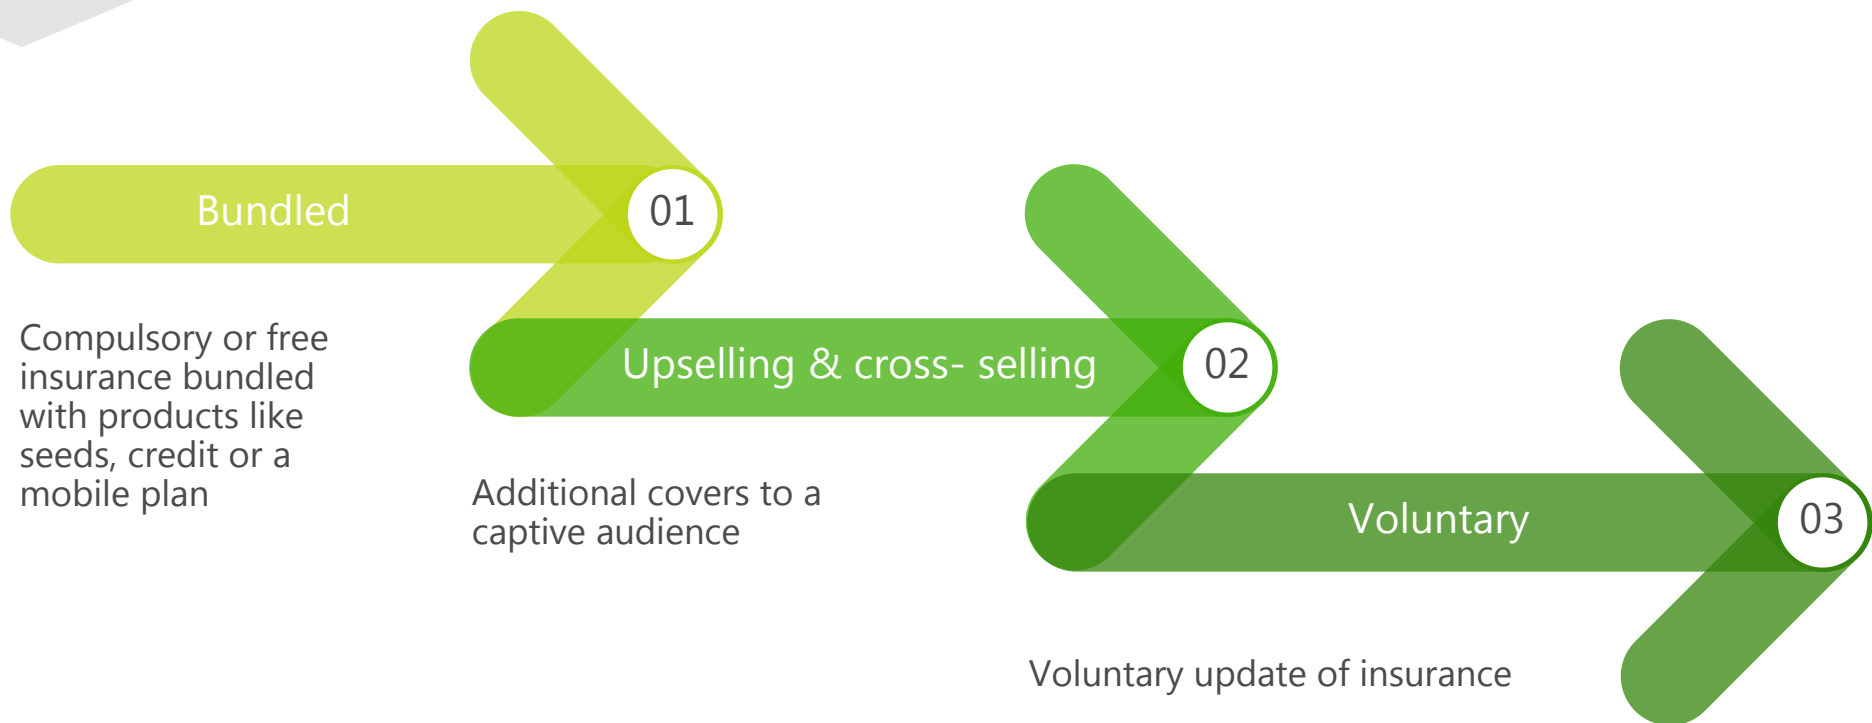 Bundled
01
Compulsory or free
insurance bundled
with products like
seeds, credit or a
mobile plan
Upselling & cross- selling
02
Additional covers to a
captive audience
Voluntary
03
Voluntary update of insurance